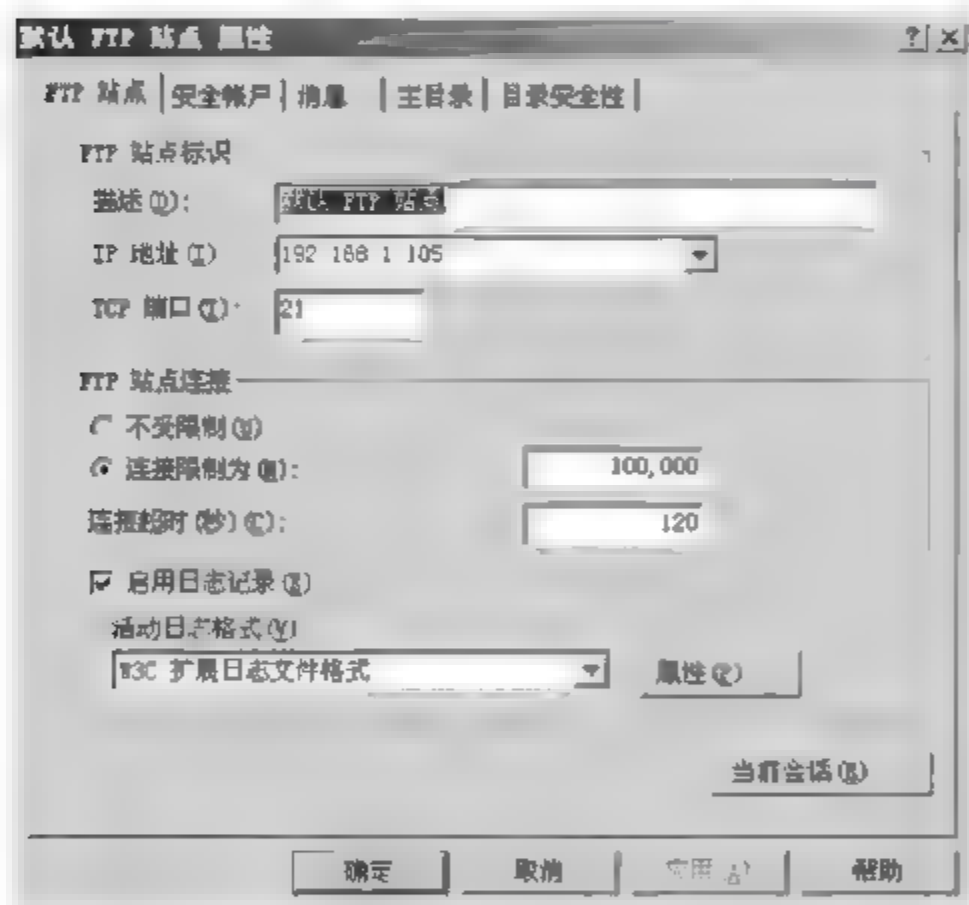 默认 FTP 站点 属性
FTP 站点 安全帐户 消息 主目录 目录安全性
FTP 站点标识
描述(D): 默认 FTP 站点
IP 地址(I) 192 168 1 105
TCP 端口(T): 21
FTP 站点连接
不受限制(U)
连接限制为(M): 100,000
连接超时(秒)(C): 120
启用日志记录(E)
活动日志格式(V)
W3C 扩展日志文件格式 属性(P)
当前会话(R)
确定 取消 应用(A) 帮助